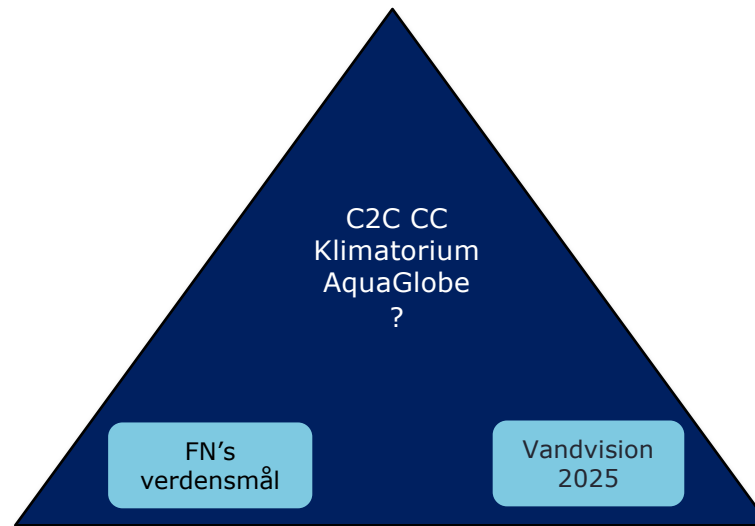 C2C CC
Klimatorium
AquaGlobe
?
FN’s
verdensmål
Vandvision
2025